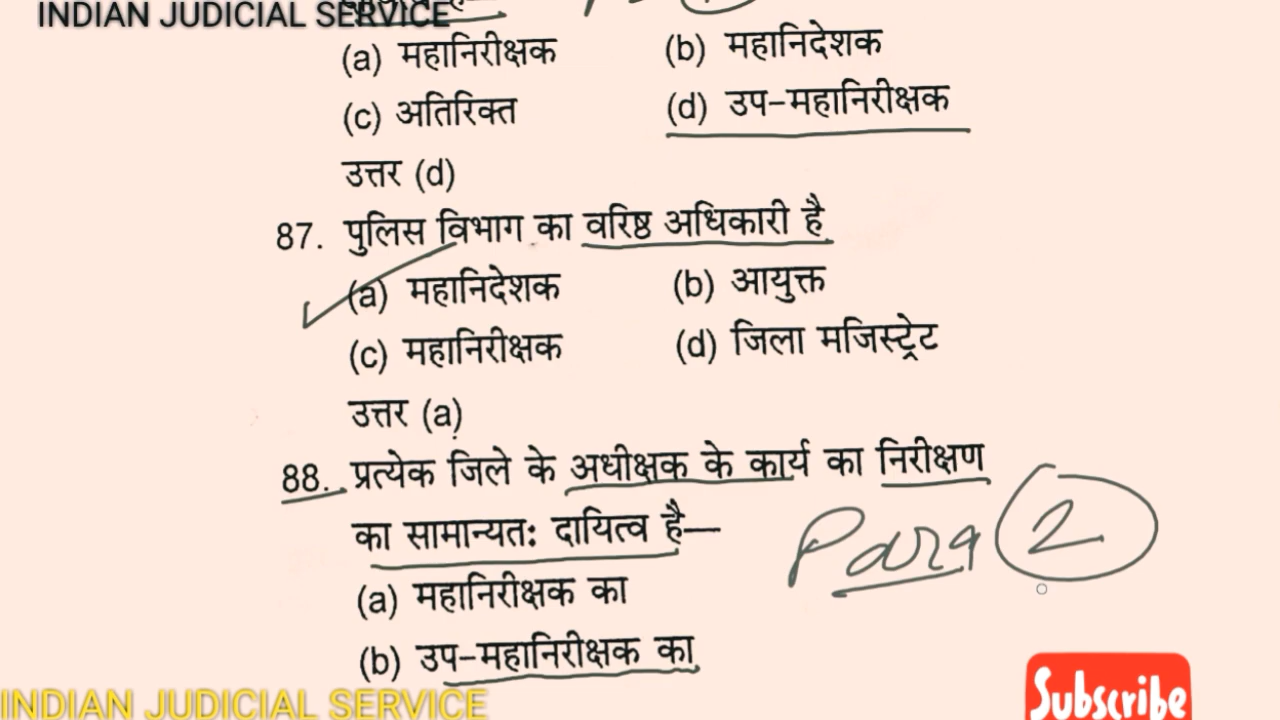 INDIAN JUDICIAL SERVICE
(a) महानिरीक्षक (b) महानिदेशक
(c) अतिरिक्त (d) उप-महानिरीक्षक
उत्तर (d)
87. पुलिस विभाग का वरिष्ठ अधिकारी है
(a) महानिदेशक (b) आयुक्त
(c) महानिरीक्षक (d) जिला मजिस्ट्रेट
उत्तर (a)
88. प्रत्येक जिले के अधीक्षक के कार्य का निरीक्षण
का सामान्यतः दायित्व है—
Para 2
(a) महानिरीक्षक का
(b) उप-महानिरीक्षक का
INDIAN JUDICIAL SERVICE
Subscribe